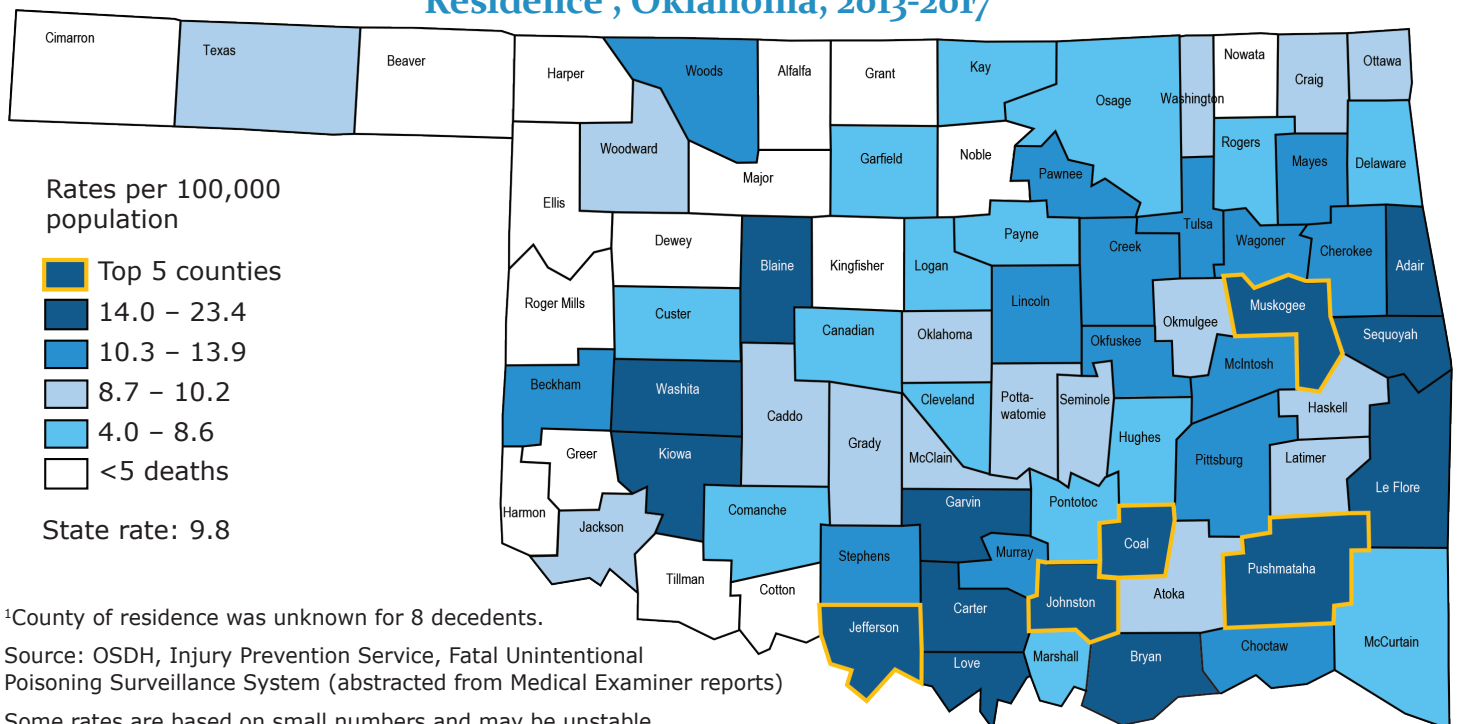 Residence¹, Oklahoma, 2013-2017
Cimarron
Texas
Beaver
Harper
Woods
Alfalfa
Grant
Kay
Osage
Washington
Nowata
Craig
Ottawa
Woodward
Major
Garfield
Noble
Pawnee
Rogers
Mayes
Delaware
Ellis
Dewey
Blaine
Kingfisher
Logan
Payne
Creek
Tulsa
Wagoner
Cherokee
Adair
Roger Mills
Custer
Canadian
Oklahoma
Lincoln
Okfuskee
Okmulgee
Muskogee
McIntosh
Sequoyah
Beckham
Washita
Caddo
Grady
Cleveland
McClain
Potta-
watomie
Seminole
Hughes
Pittsburg
Haskell
Latimer
Le Flore
Greer
Kiowa
Harmon
Jackson
Comanche
Tillman
Cotton
Stephens
Garvin
Murray
Pontotoc
Coal
Johnston
Atoka
Pushmataha
Jefferson
Carter
Love
Marshall
Bryan
Choctaw
McCurtain
Rates per 100,000
population
Top 5 counties
14.0 – 23.4
10.3 – 13.9
8.7 – 10.2
4.0 – 8.6
<5 deaths
State rate: 9.8
¹County of residence was unknown for 8 decedents.
Source: OSDH, Injury Prevention Service, Fatal Unintentional
Poisoning Surveillance System (abstracted from Medical Examiner reports)
Some rates are based on small numbers and may be unstable